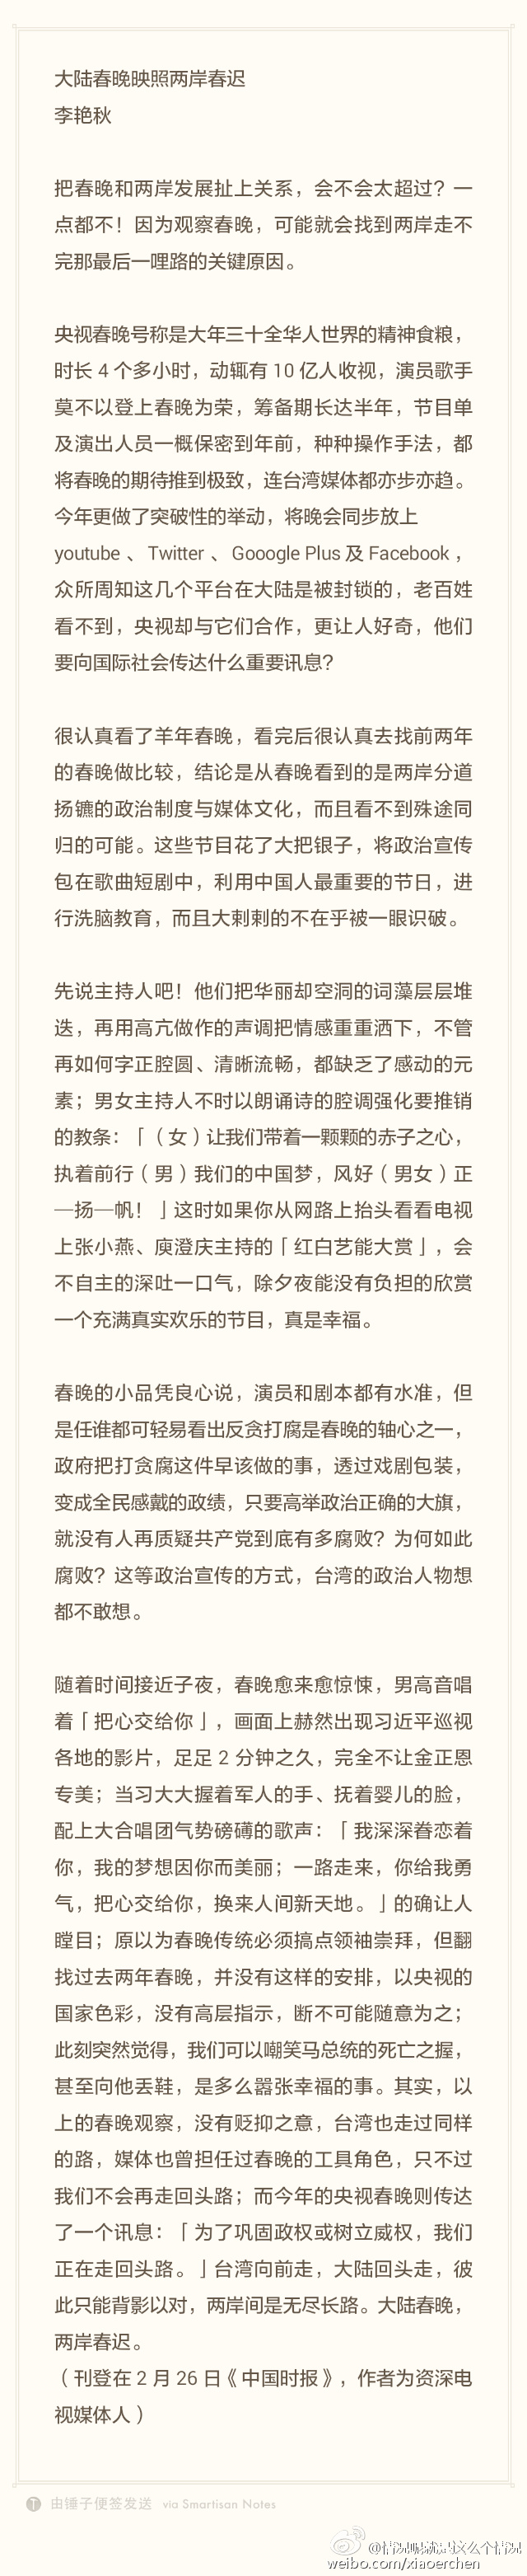 大陆春晚映照两岸春迟
李艳秋
把春晚和两岸发展扯上关系，会不会太超过？一
点都不！因为观察春晚，可能就会找到两岸走不
完那最后一哩路的关键原因。
央视春晚号称是大年三十全华人世界的精神食粮，
时长 4 个多小时，动辄有 10 亿人收视，演员歌手
莫不以登上春晚为荣，筹备期长达半年，节目单
及演出人员一概保密到年前，种种操作手法，都
将春晚的期待推到极致，连台湾媒体都亦步亦趋。
今年更做了突破性的举动，将晚会同步放上
youtube 、 Twitter 、 Gooogle Plus 及 Facebook ，
众所周知这几个平台在大陆是被封锁的，老百姓
看不到，央视却与它们合作，更让人好奇，他们
要向国际社会传达什么重要讯息？
很认真看了羊年春晚，看完后很认真去找前两年
的春晚做比较，结论是从春晚看到的是两岸分道
扬镳的政治制度与媒体文化，而且看不到殊途同
归的可能。这些节目花了大把银子，将政治宣传
包在歌曲短剧中，利用中国人最重要的节日，进
行洗脑教育，而且大剌剌的不在乎被一眼识破。
先说主持人吧！他们把华丽却空洞的词藻层层堆
迭，再用高亢做作的声调把情感重重洒下，不管
再如何字正腔圆、清晰流畅，都缺乏了感动的元
素；男女主持人不时以朗诵诗的腔调强化要推销
的教条：「（女）让我们带着一颗颗的赤子之心，
执着前行（男）我们的中国梦，风好（男女）正
─扬─帆！」这时如果你从网路上抬头看看电视
上张小燕、庾澄庆主持的「红白艺能大赏」，会
不自主的深吐一口气，除夕夜能没有负担的欣赏
一个充满真实欢乐的节目，真是幸福。
春晚的小品凭良心说，演员和剧本都有水准，但
是任谁都可轻易看出反贪打腐是春晚的轴心之一，
政府把打贪腐这件早该做的事，透过戏剧包装，
变成全民感戴的政绩，只要高举政治正确的大旗，
就没有人再质疑共产党到底有多腐败？为何如此
腐败？这等政治宣传的方式，台湾的政治人物想
都不敢想。
随着时间接近子夜，春晚愈来愈惊悚，男高音唱
着「把心交给你」，画面上赫然出现习近平巡视
各地的影片，足足 2 分钟之久，完全不让金正恩
专美；当习大大握着军人的手、抚着婴儿的脸，
配上大合唱团气势磅礴的歌声：「我深深眷恋着
你，我的梦想因你而美丽；一路走来，你给我勇
气，把心交给你，换来人间新天地。」的确让人
瞠目；原以为春晚传统必须搞点领袖崇拜，但翻
找过去两年春晚，并没有这样的安排，以央视的
国家色彩，没有高层指示，断不可能随意为之；
此刻突然觉得，我们可以嘲笑马总统的死亡之握，
甚至向他丢鞋，是多么嚣张幸福的事。其实，以
上的春晚观察，没有贬抑之意，台湾也走过同样
的路，媒体也曾担任过春晚的工具角色，只不过
我们不会再走回头路；而今年的央视春晚则传达
了一个讯息：「为了巩固政权或树立威权，我们
正在走回头路。」台湾向前走，大陆回头走，彼
此只能背影以对，两岸间是无尽长路。大陆春晚，
两岸春迟。
（刊登在 2 月 26 日《中国时报》，作者为资深电
视媒体人）
由锤子便签发送 via Smartisan Notes
weibo.com/xiaoerchen